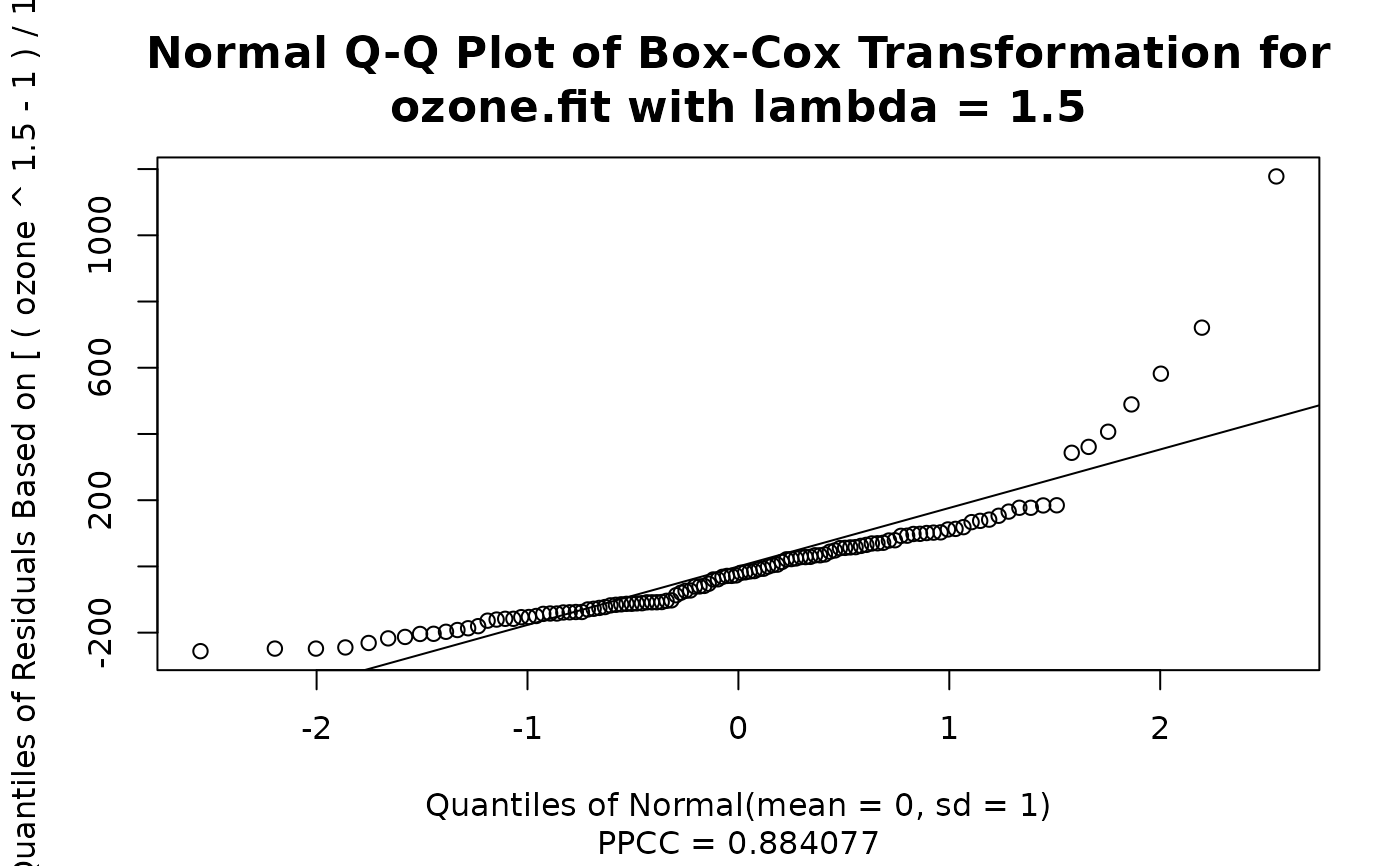 Normal Q-Q Plot of Box-Cox Transformation for
ozone.fit with lambda = 1.5
Quantiles of Residuals Based on [ ( ozone ^ 1.5 - 1 ) /
1000
600
200
-200
-2 -1 0 1 2
Quantiles of Normal(mean = 0, sd = 1)
PPCC = 0.884077